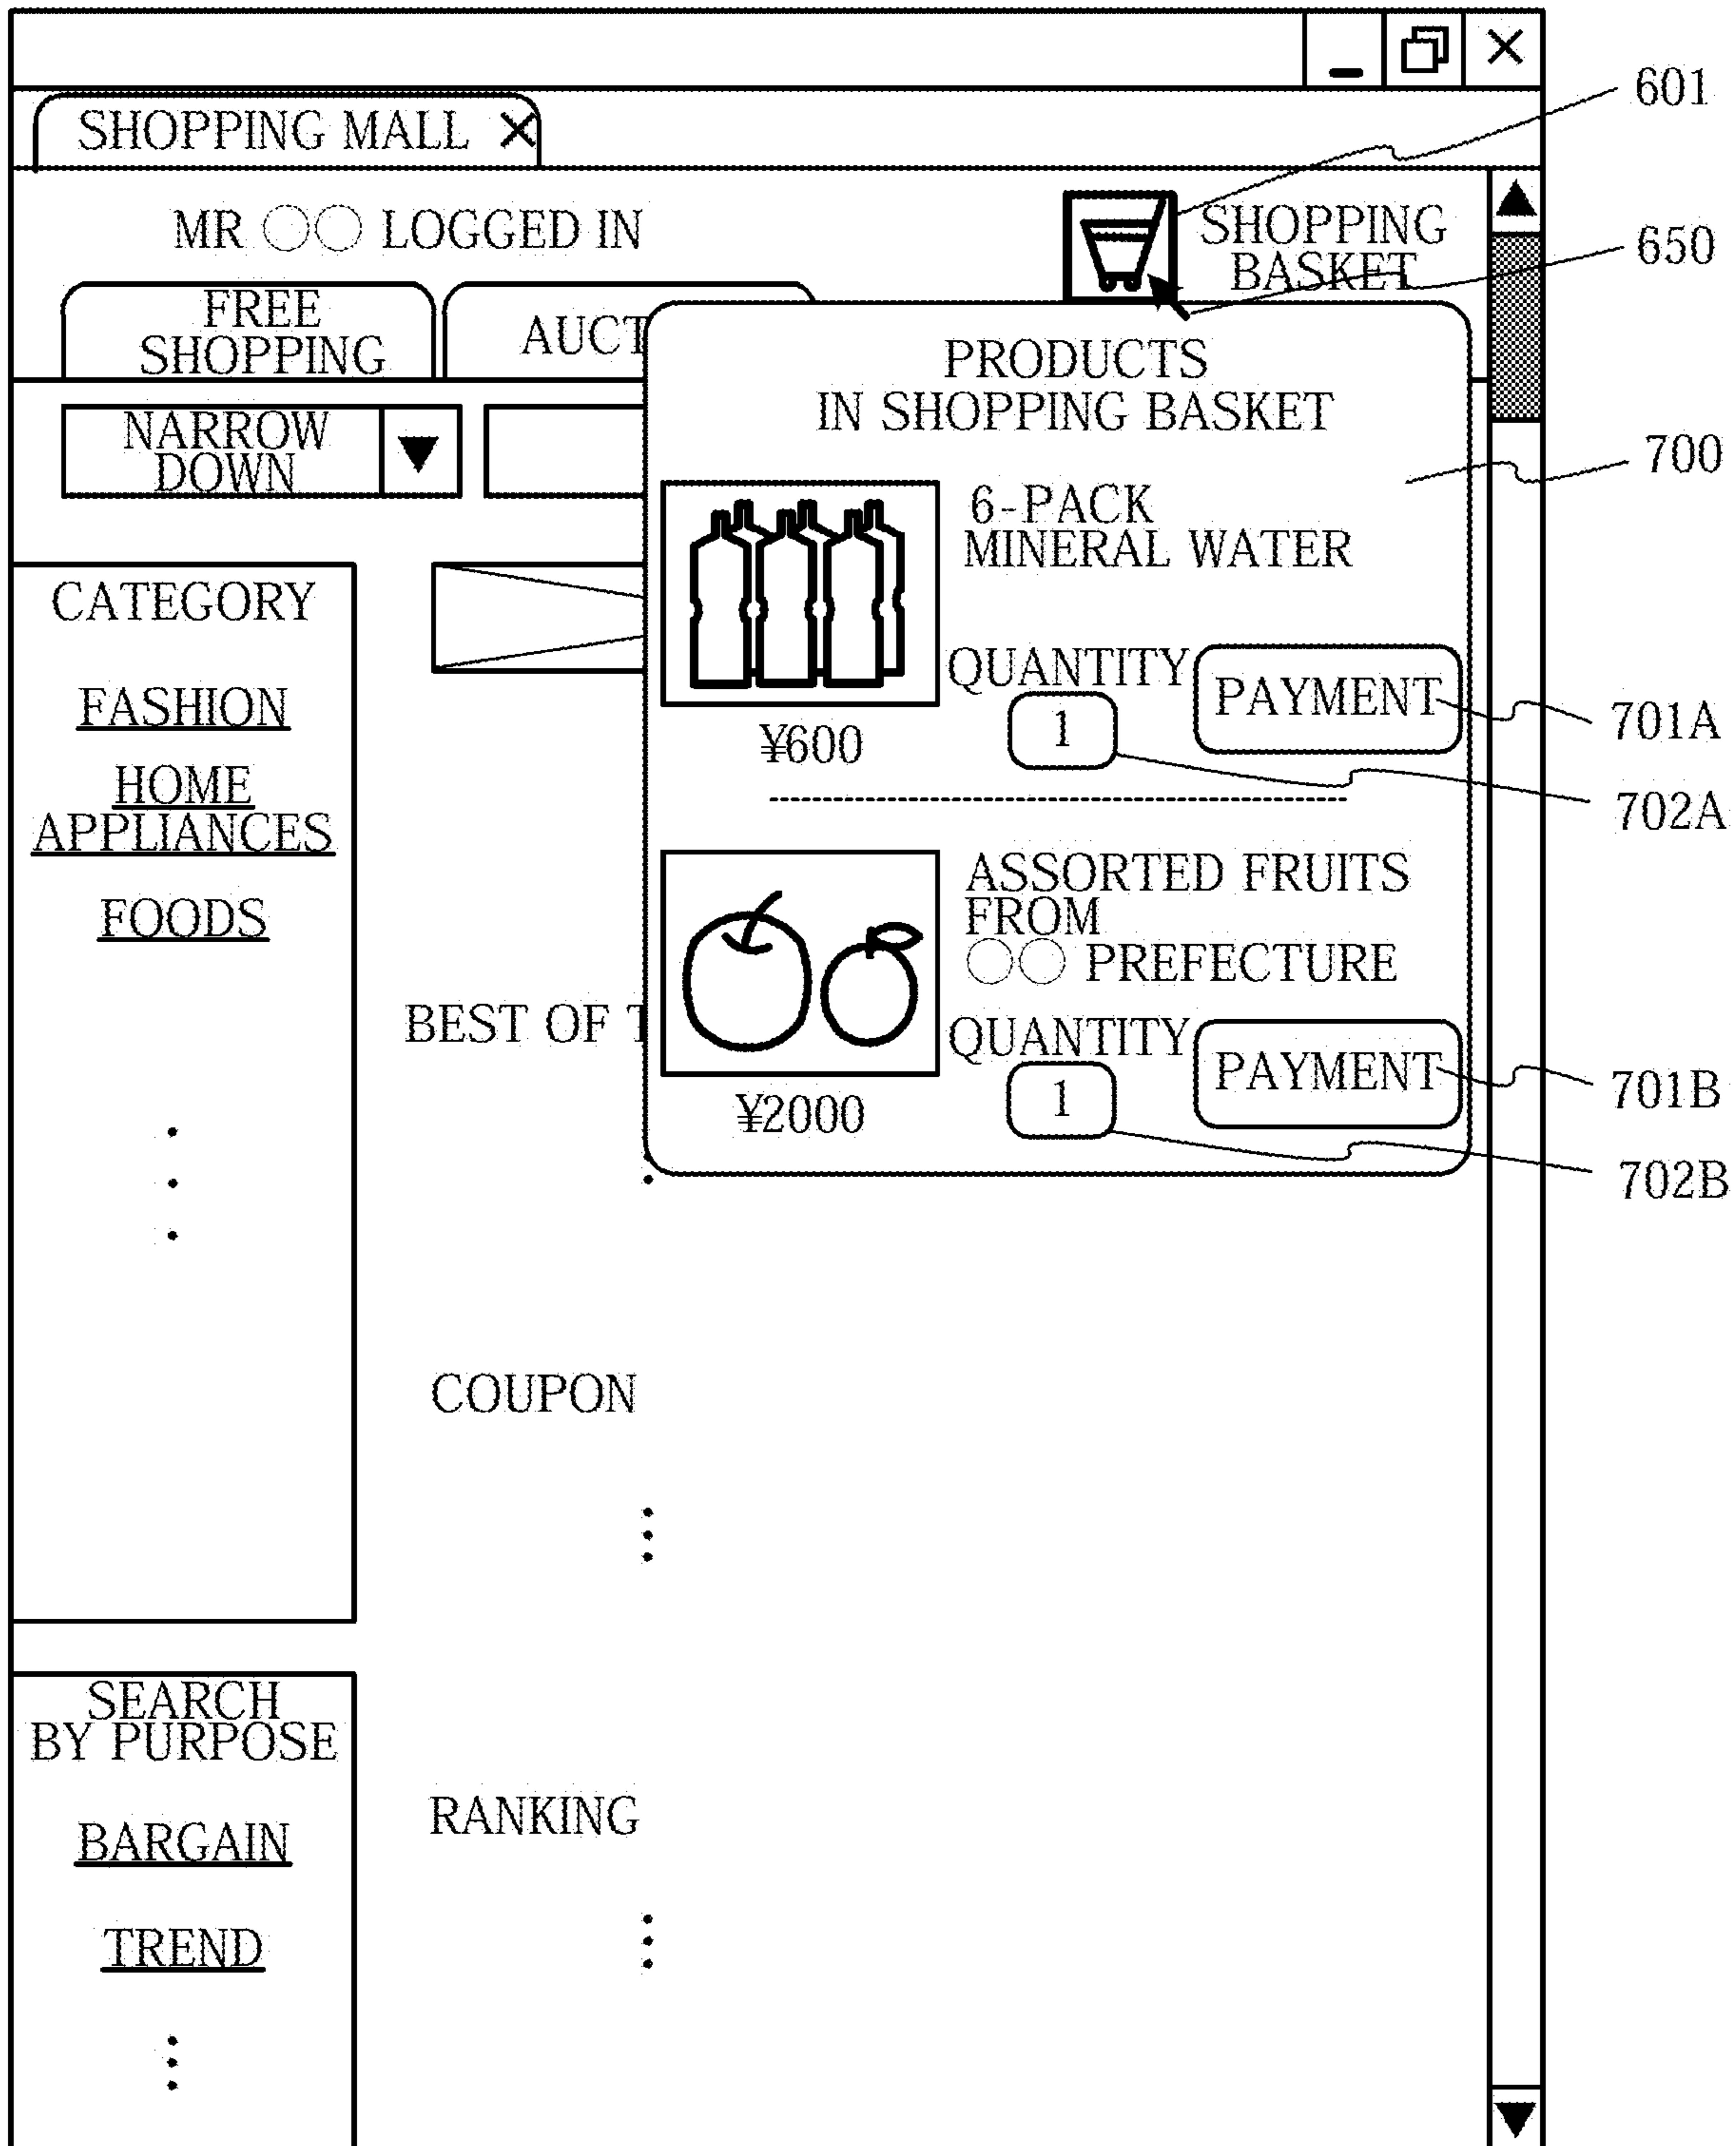 SHOPPING MALL ×
601
MR ○○ LOGGED IN
SHOPPING
BASKET
650
FREE
SHOPPING
AUCT
PRODUCTS
IN SHOPPING BASKET
NARROW
DOWN
700
6-PACK
MINERAL WATER
CATEGORY
QUANTITY
PAYMENT
FASHION
1
701A
¥600
HOME
APPLIANCES
702A
ASSORTED FRUITS
FROM
○○ PREFECTURE
FOODS
BEST OF T
QUANTITY
PAYMENT
1
701B
¥2000
702B
COUPON
SEARCH
BY PURPOSE
RANKING
BARGAIN
TREND